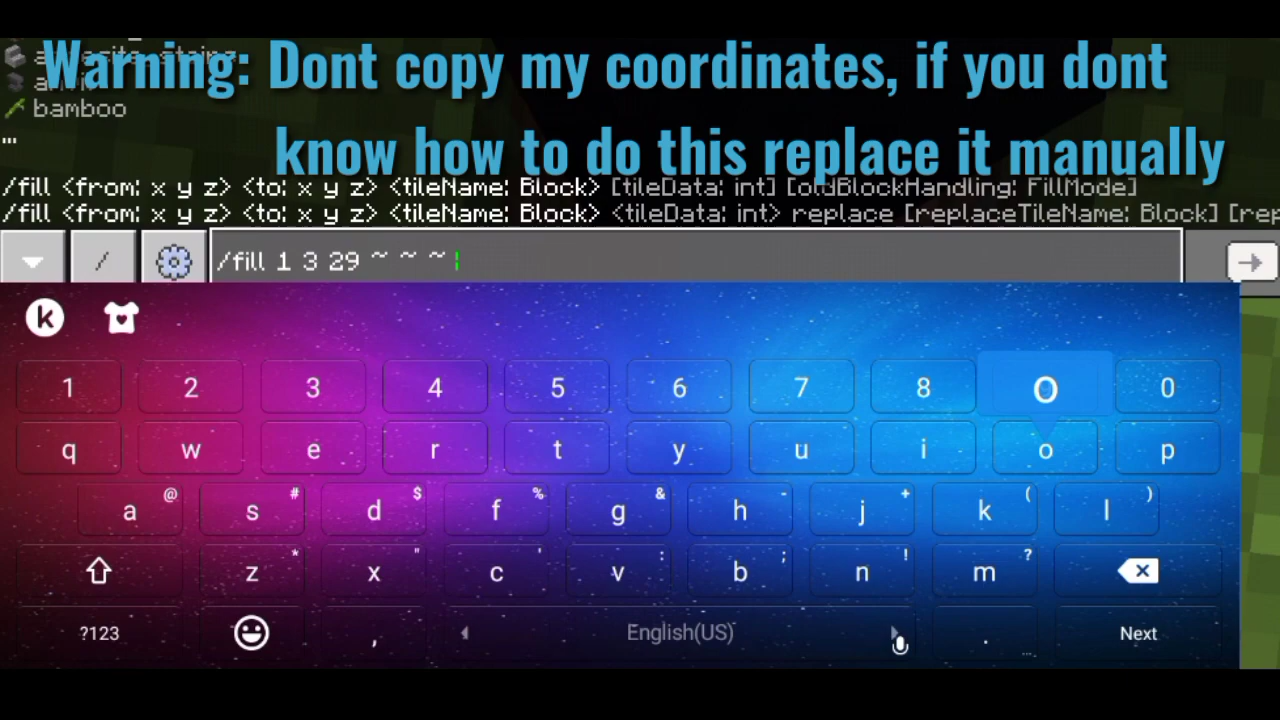 Warning: Dont copy my coordinates, if you dont
know how to do this replace it manually
bamboo
"'
/fill <from: x y z> <to: x y z> <tileName: Block> [tileData: int] [oldBlockHandling: FillMode]
/fill <from: x y z> <to: x y z> <tileName: Block> <tileData: int> replace [replaceTileName: Block] [rep
/
/fill 1 3 29 ~ ~ ~
k
1 2 3 4 5 6 7 8 o 0
q w e r t y u i o p
@ # $ % & - + ( )
a s d f g h j k l
* " ' : ; ! ?
z x c v b n m
?123 , English(US) . Next
...